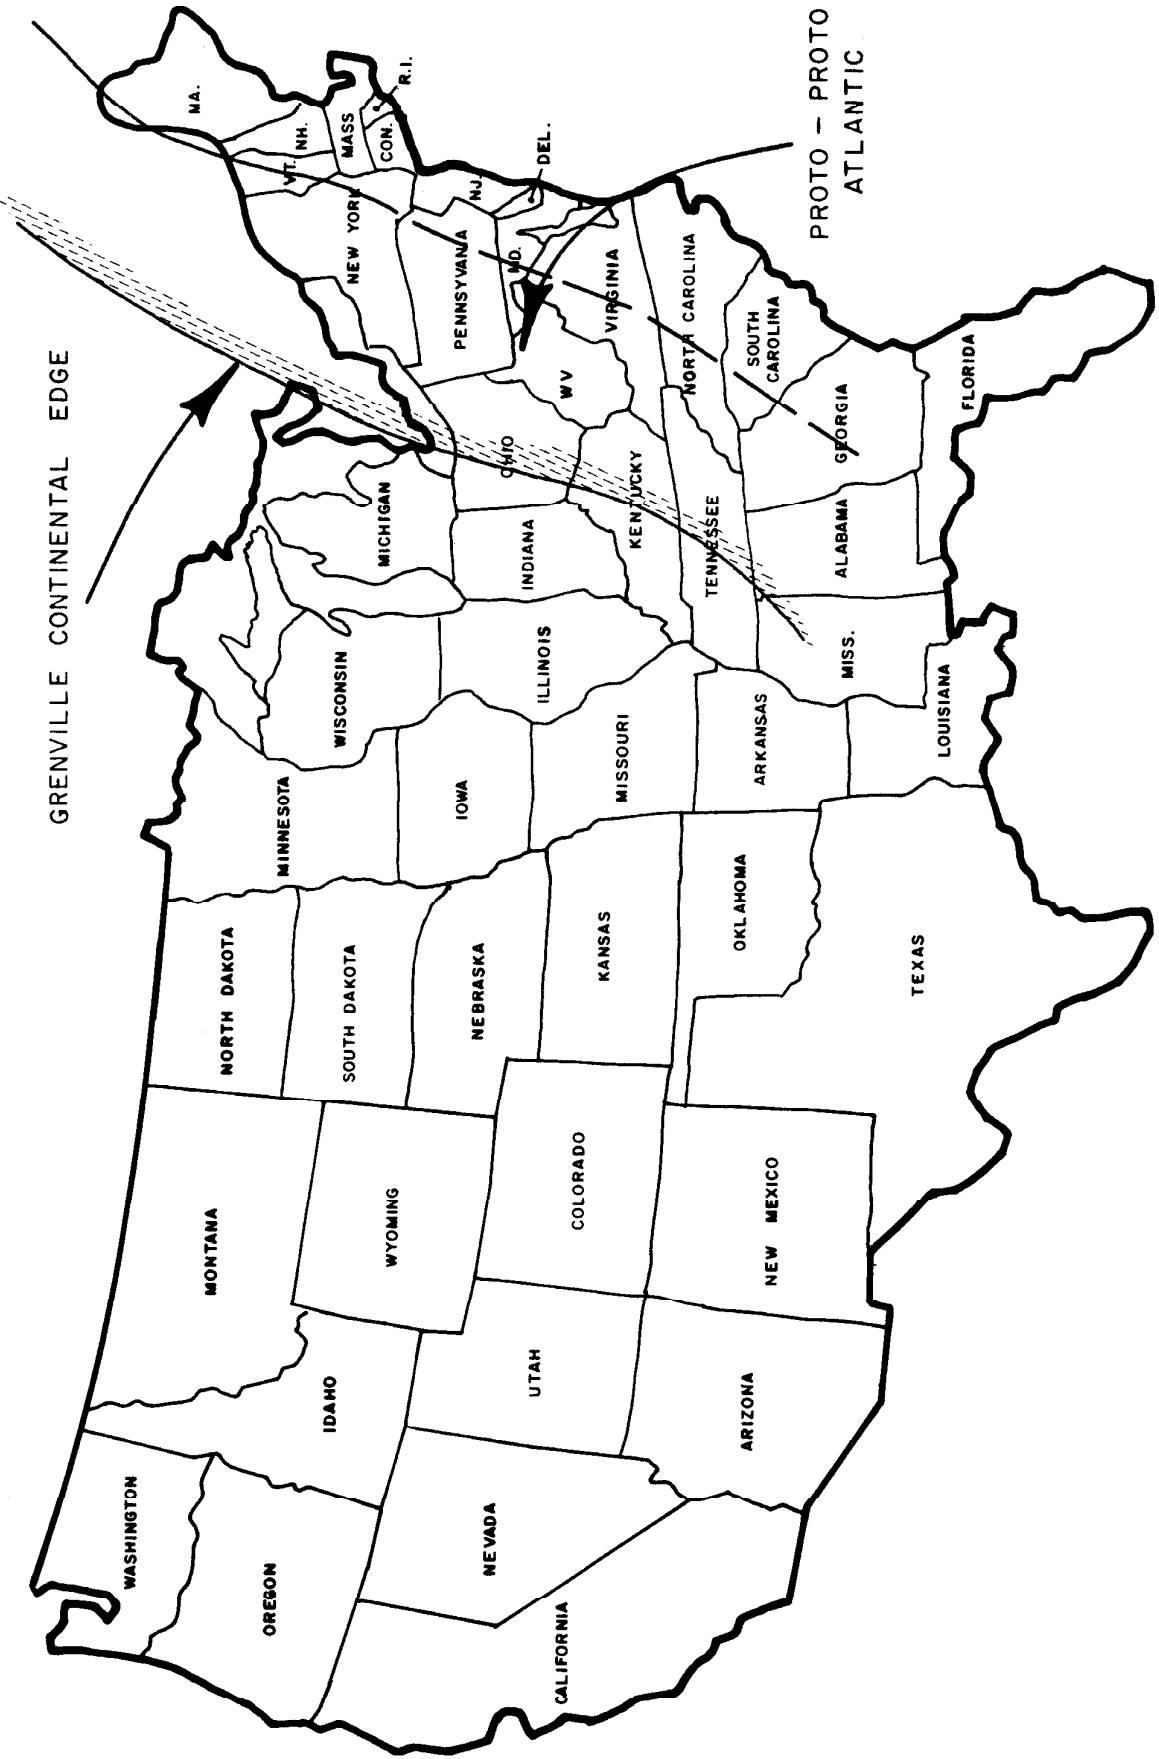 GRENVILLE CONTINENTAL EDGE
WASHINGTON
OREGON
CALIFORNIA
NEVADA
IDAHO
MONTANA
WYOMING
UTAH
COLORADO
ARIZONA
NEW MEXICO
NORTH DAKOTA
SOUTH DAKOTA
NEBRASKA
KANSAS
OKLAHOMA
TEXAS
MINNESOTA
IOWA
MISSOURI
ARKANSAS
LOUISIANA
WISCONSIN
ILLINOIS
MICHIGAN
INDIANA
OHIO
KENTUCKY
TENNESSEE
MISS.
ALABAMA
GEORGIA
FLORIDA
SOUTH
CAROLINA
NORTH CAROLINA
VIRGINIA
WV
MD.
DEL.
PENNSYVANIA
NJ.
NEW YORK
CON.
R.I.
MASS
VT.
NH.
MA.
PROTO – PROTO
ATLANTIC